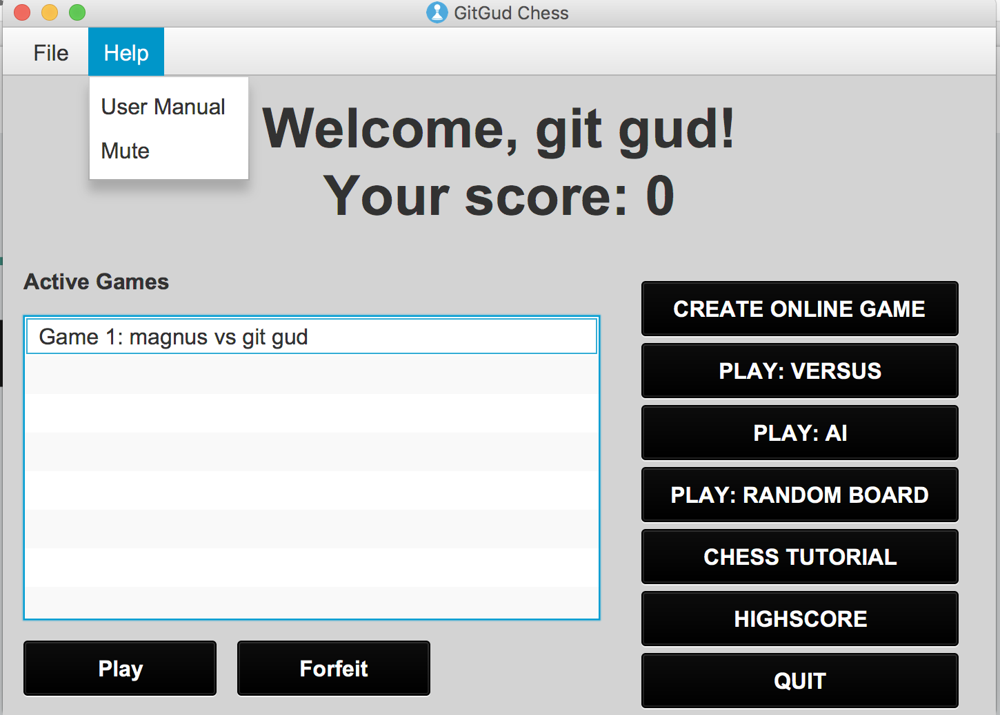 GitGud Chess
File Help
User Manual
Mute
Welcome, git gud!
Your score: 0
Active Games
Game 1: magnus vs git gud
Play Forfeit
CREATE ONLINE GAME
PLAY: VERSUS
PLAY: AI
PLAY: RANDOM BOARD
CHESS TUTORIAL
HIGHSCORE
QUIT